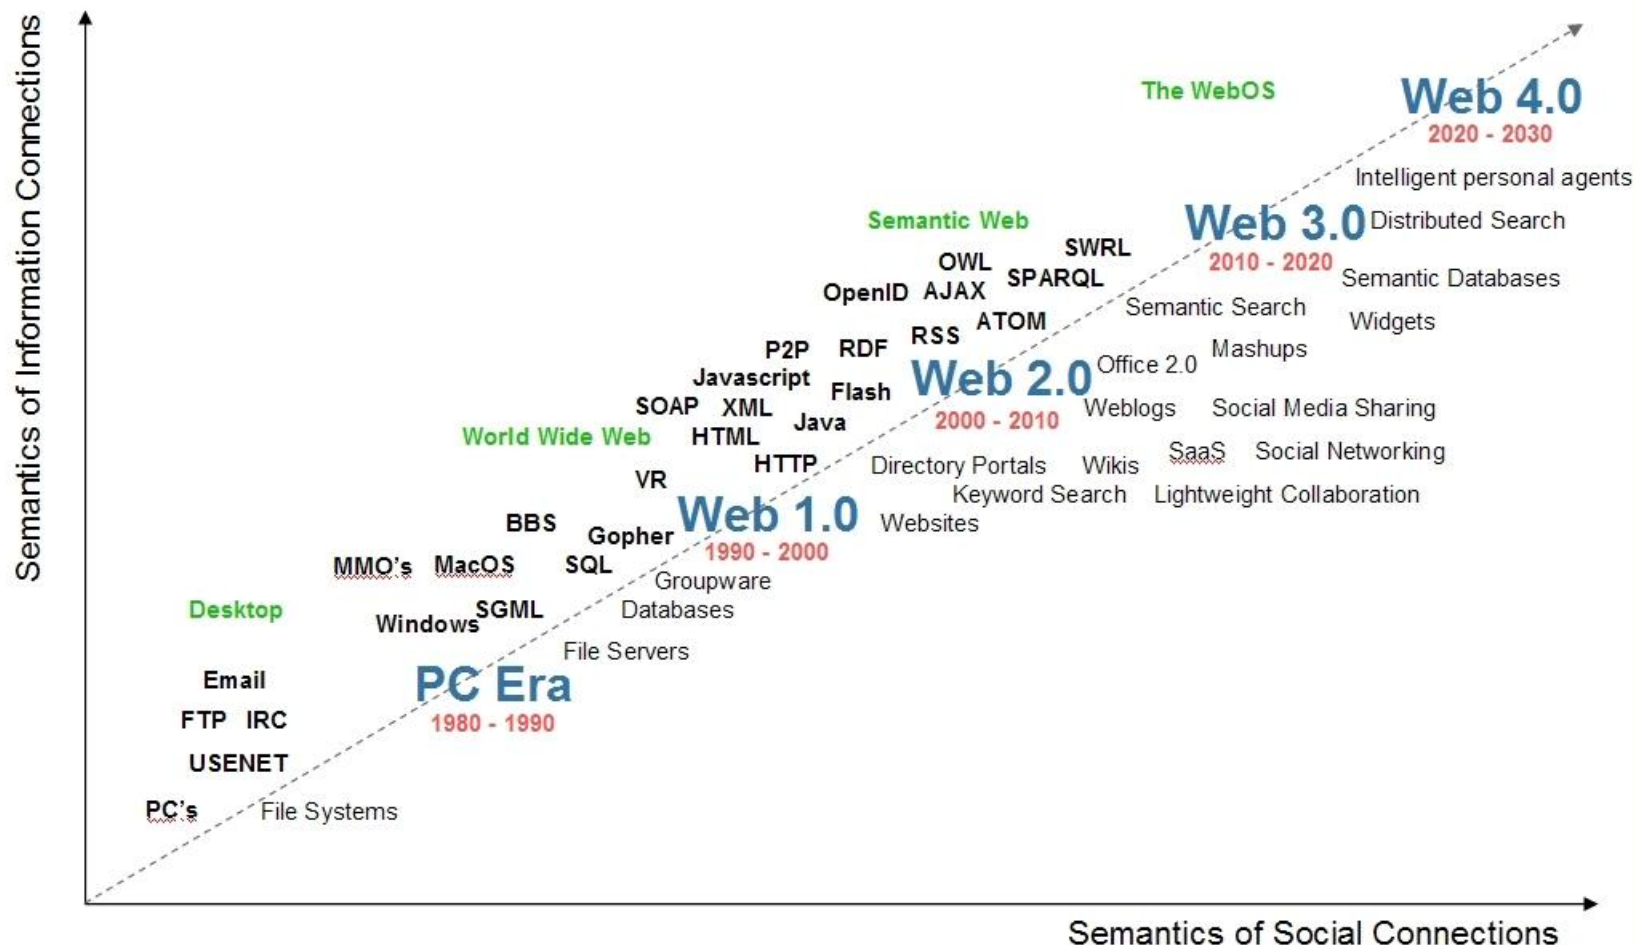 Semantics of Information Connections
The WebOS
Web 4.0
2020 - 2030
Intelligent personal agents
Semantic Web
Web 3.0
Distributed Search
2010 - 2020
SWRL
OWL
SPARQL
Semantic Databases
OpenID
AJAX
Semantic Search
ATOM
Widgets
RSS
P2P
RDF
Mashups
Office 2.0
Javascript
Web 2.0
Flash
2000 - 2010
SOAP
XML
Weblogs
Social Media Sharing
Java
World Wide Web
HTML
SaaS
Social Networking
HTTP
Directory Portals
Wikis
VR
Keyword Search
Lightweight Collaboration
Web 1.0
1990 - 2000
Websites
BBS
Gopher
MMO's
MacOS
SQL
Groupware
Desktop
SGML
Databases
Windows
File Servers
Email
PC Era
1980 - 1990
FTP
IRC
USENET
PC's
File Systems
Semantics of Social Connections